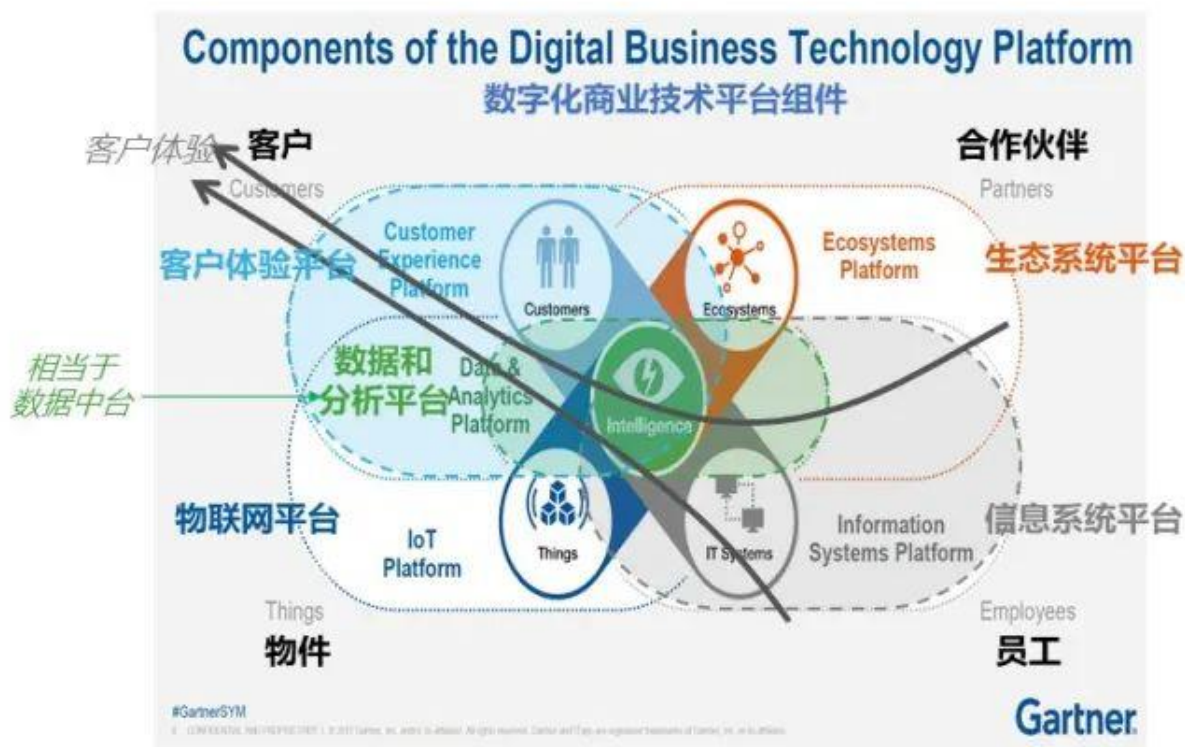 Components of the Digital Business Technology Platform
数字化商业技术平台组件
客户体验
客户
Customers
合作伙伴
Partners
客户体验平台
Customer
Experience
Platform
Customers
Ecosystems
Ecosystems
Platform
生态系统平台
相当于
数据中台
数据和
分析平台
Data &
Analytics
Platform
Intelligence
物联网平台
IoT
Platform
Things
IT Systems
Information
Systems Platform
信息系统平台
Things
物件
Employees
员工
#GartnerSYM
Gartner